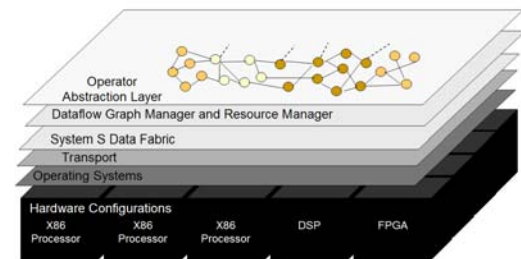 Operator
Abstraction Layer
Dataflow Graph Manager and Resource Manager
System S Data Fabric
Transport
Operating Systems
Hardware Configurations
X86 X86 X86 DSP FPGA
Processor Processor Processor